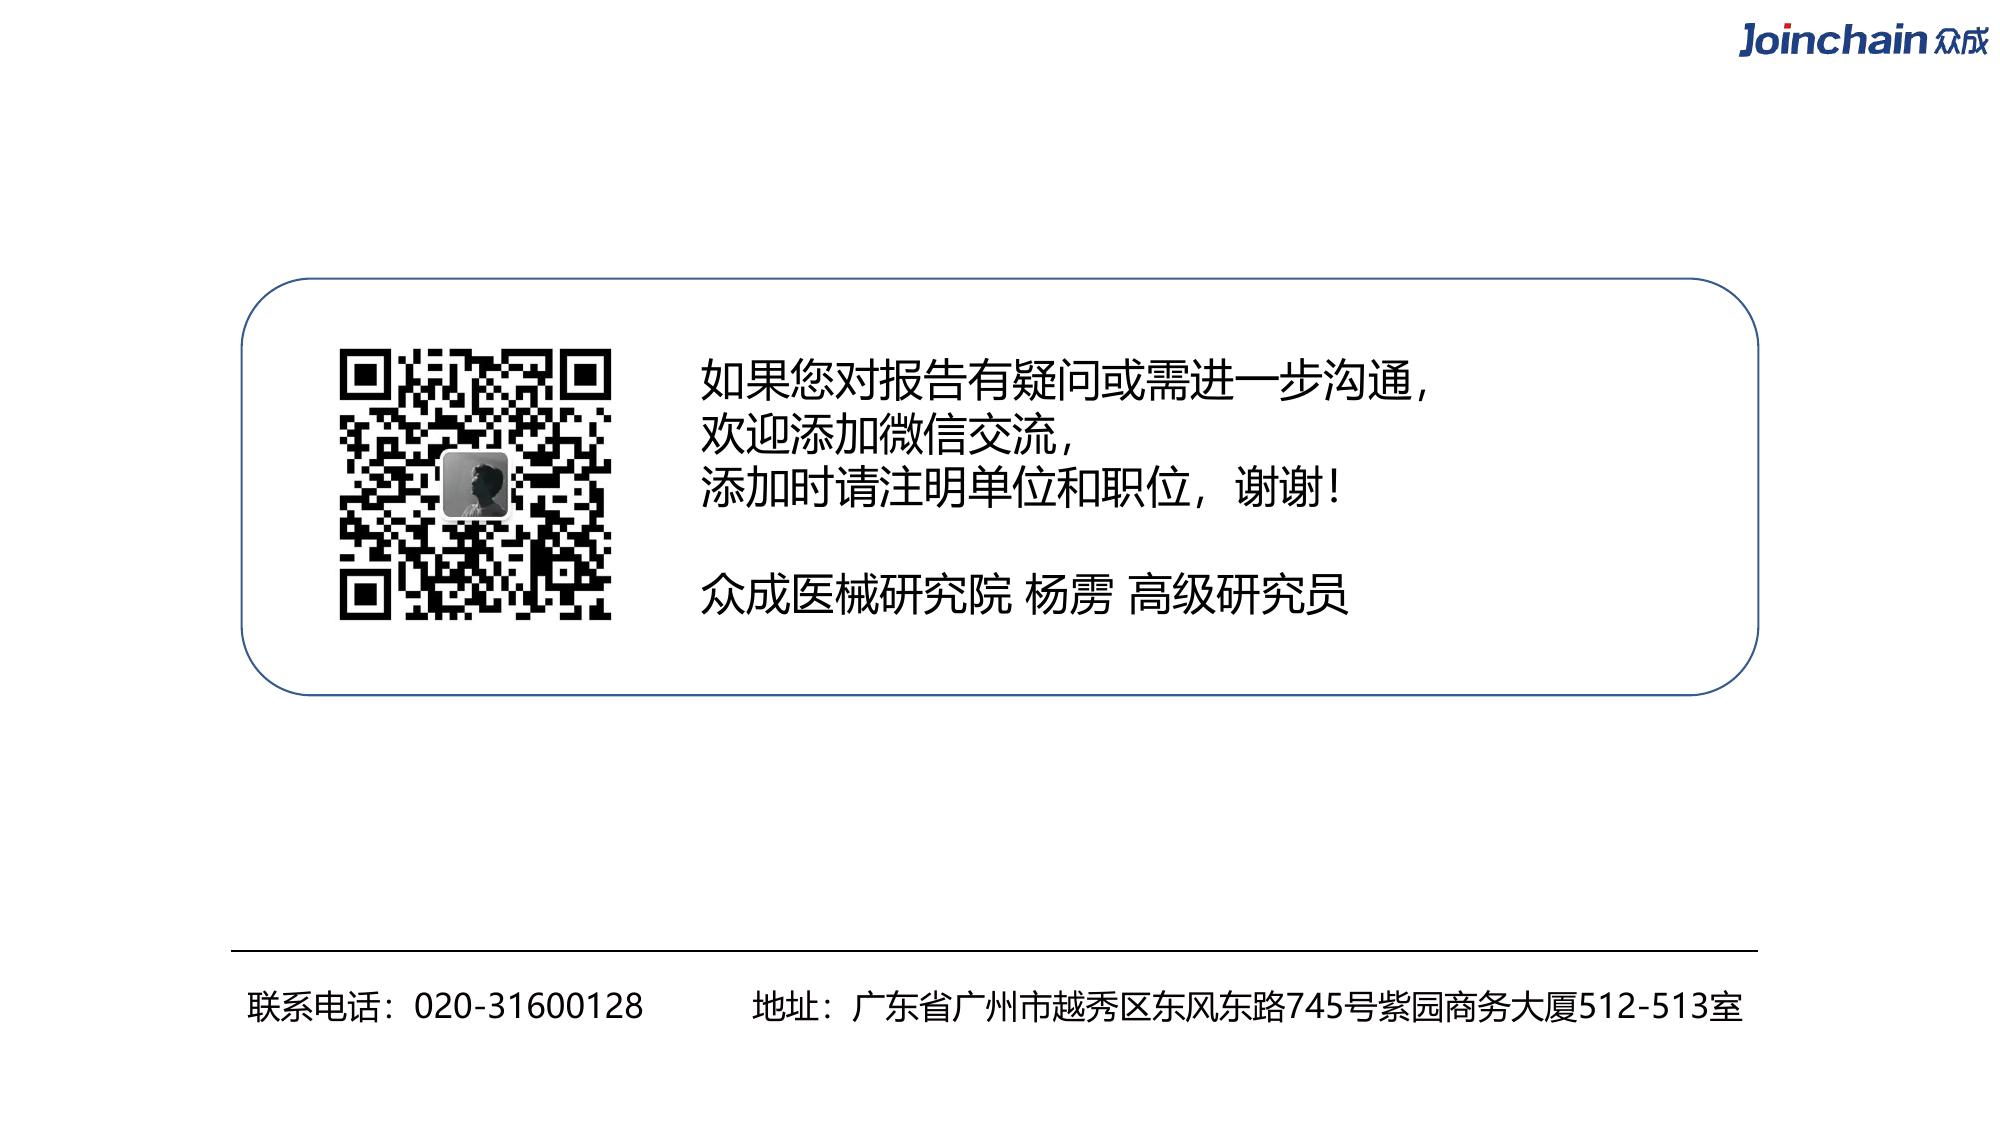 Joinchain 众成
如果您对报告有疑问或需进一步沟通，
欢迎添加微信交流，
添加时请注明单位和职位，谢谢！
众成医械研究院 杨雳 高级研究员
联系电话：020-31600128
地址：广东省广州市越秀区东风东路745号紫园商务大厦512-513室